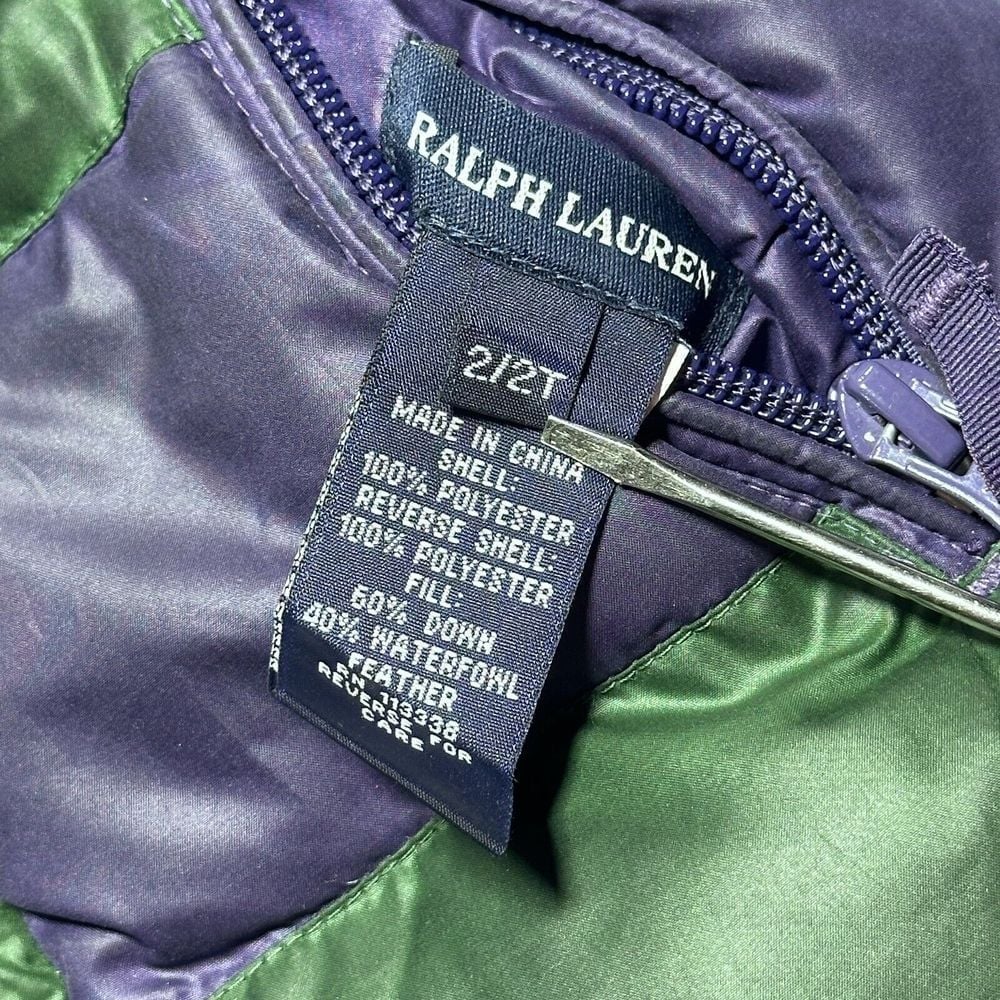 RALPH LAUREN
2/2T
MADE IN CHINA
SHELL:
100% POLYESTER
REVERSE SHELL:
100% POLYESTER
FILL:
60% DOWN
40% WATERFOWL
FEATHER
RN 113338
REVERSE FOR
CARE